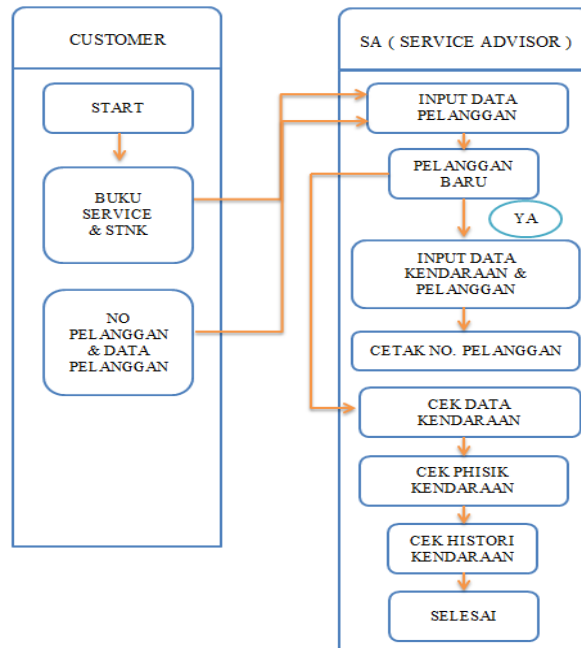 CUSTOMER
START
BUKU
SERVICE
& STNK
NO
PELANGGAN
& DATA
PELANGGAN
SA ( SERVICE ADVISOR )
INPUT DATA
PELANGGAN
PELANGGAN
BARU
YA
INPUT DATA
KENDARAAN &
PELANGGAN
CETAK NO. PELANGGAN
CEK DATA
KENDARAAN
CEK PHISIK
KENDARAAN
CEK HISTORI
KENDARAAN
SELESAI